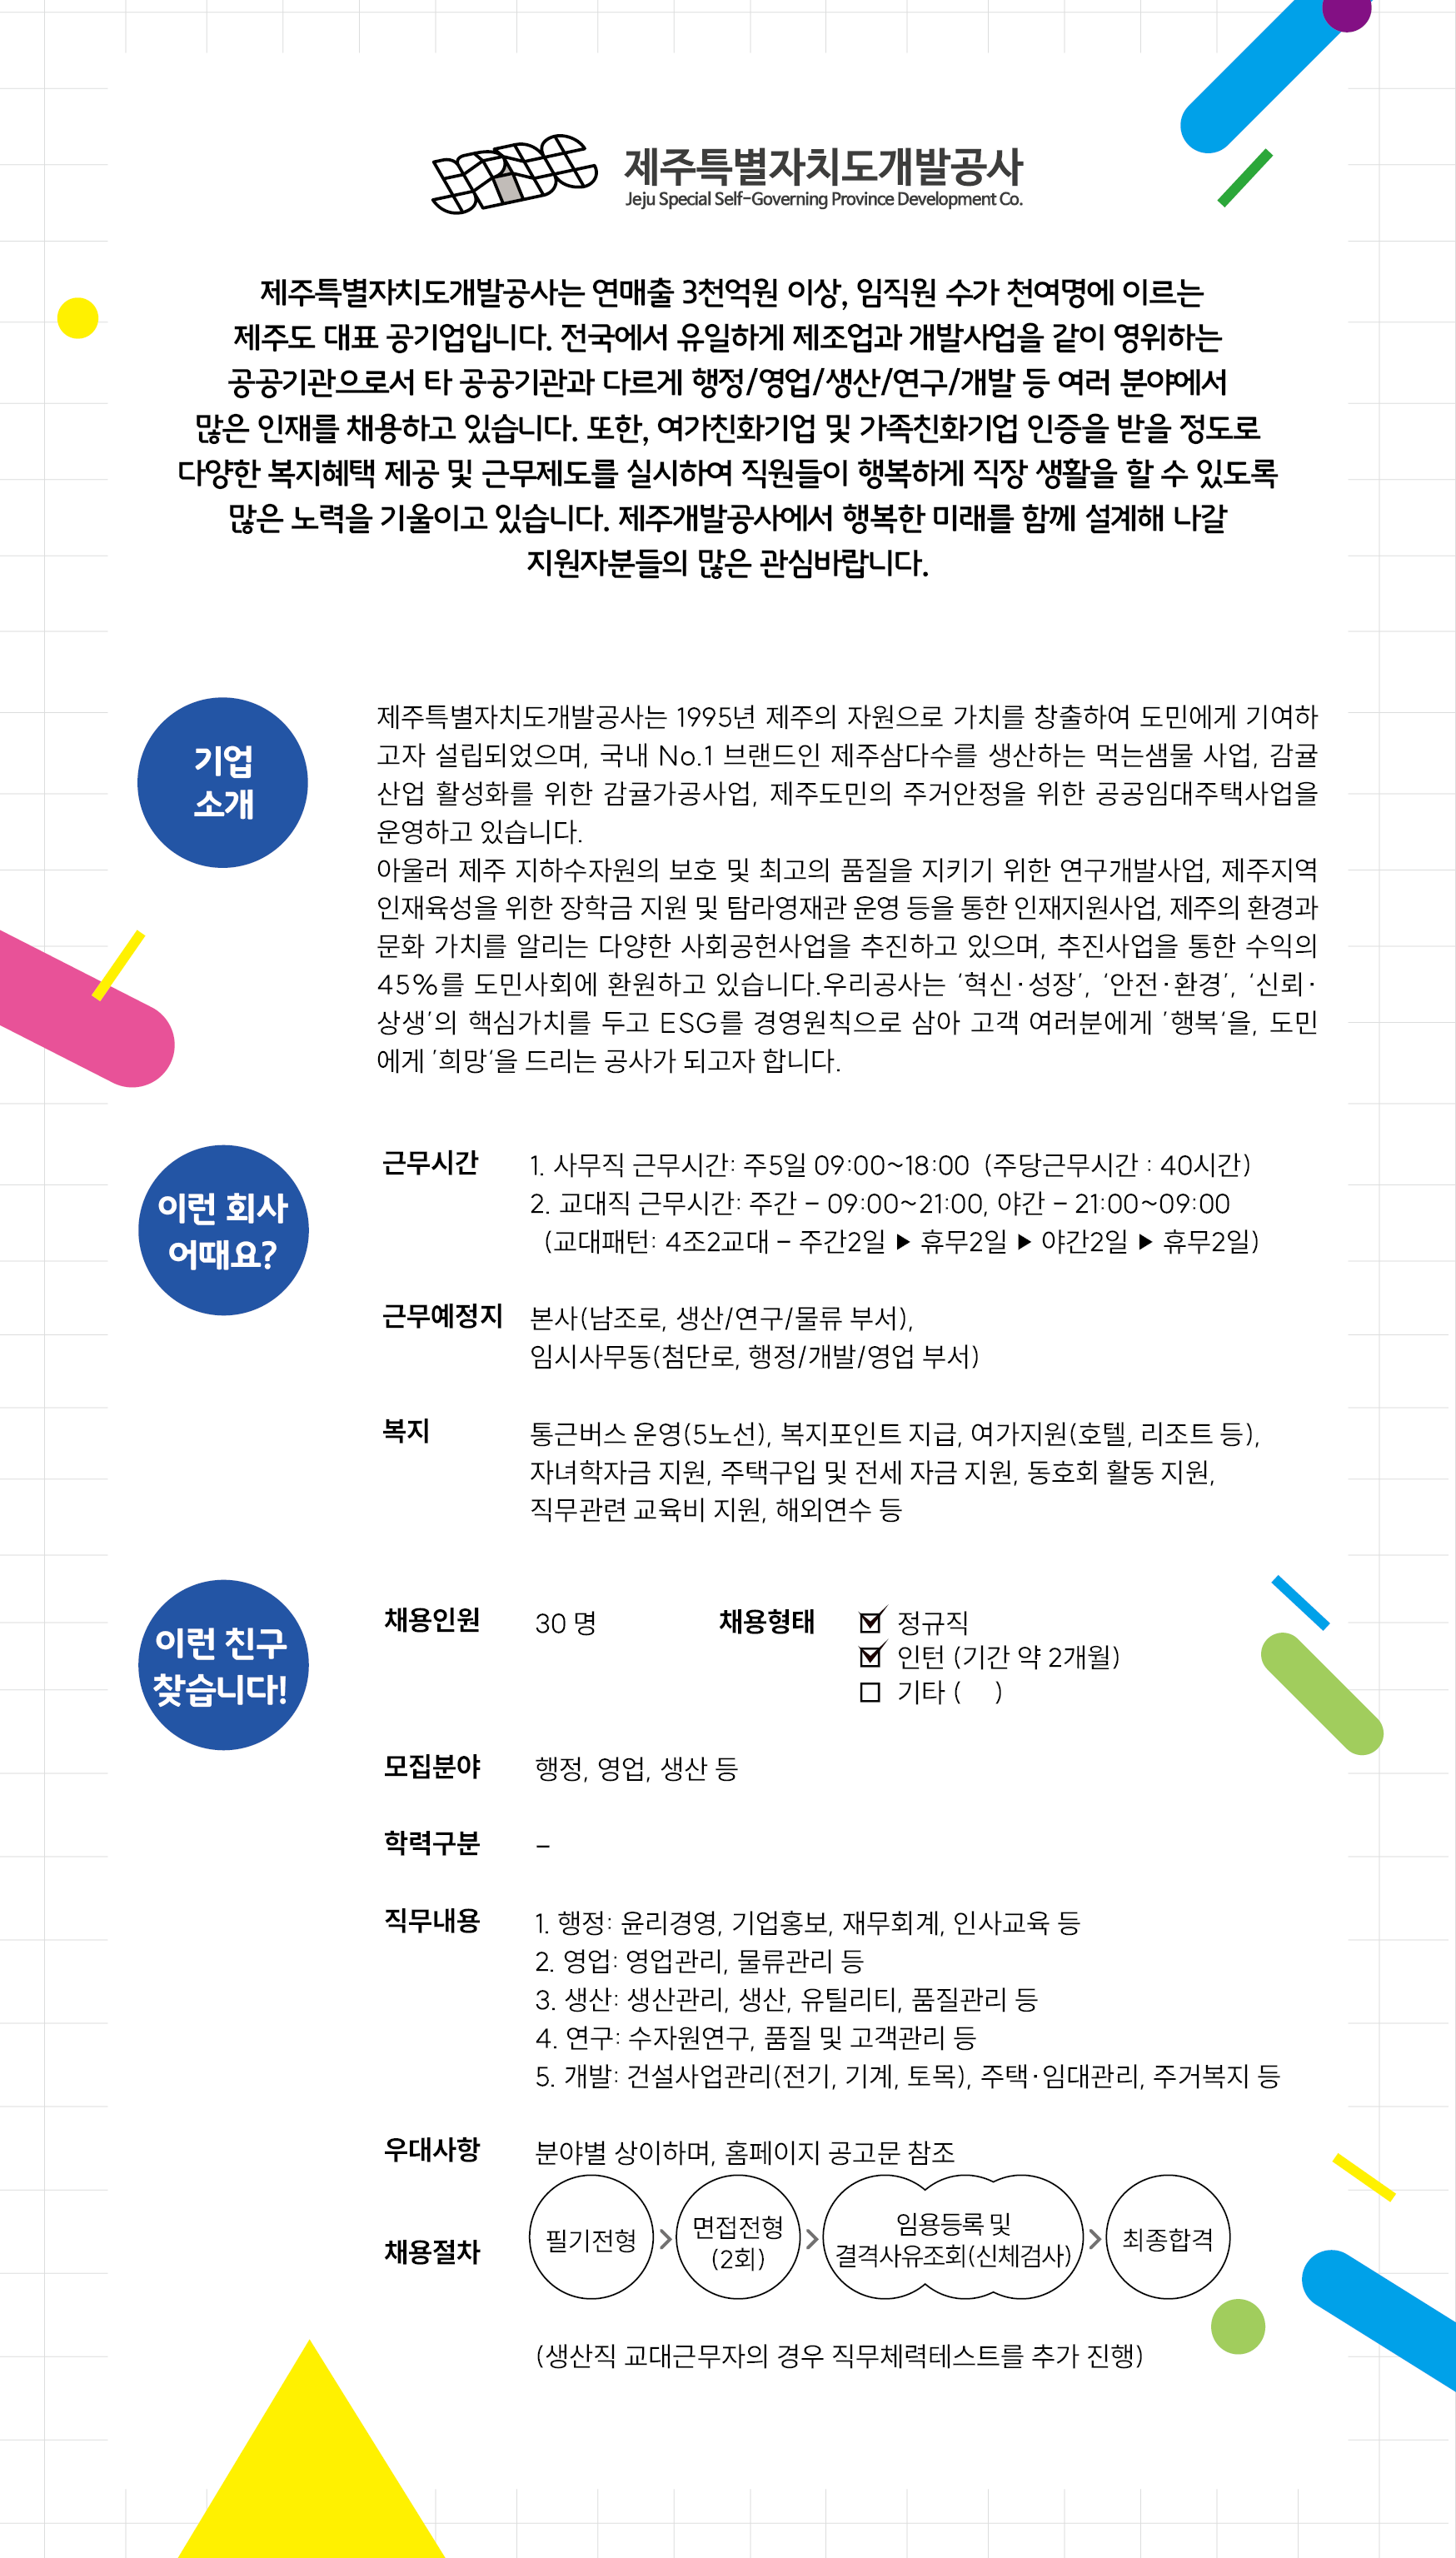 제주특별자치도개발공사
Jeju Special Self-Governing Province Development Co.
제주특별자치도개발공사는 연매출 3천억원 이상, 임직원 수가 천여명에 이르는
제주도 대표 공기업입니다. 전국에서 유일하게 제조업과 개발사업을 같이 영위하는
공공기관으로서 타 공공기관과 다르게 행정/영업/생산/연구/개발 등 여러 분야에서
많은 인재를 채용하고 있습니다. 또한, 여가친화기업 및 가족친화기업 인증을 받을 정도로
다양한 복지혜택 제공 및 근무제도를 실시하여 직원들이 행복하게 직장 생활을 할 수 있도록
많은 노력을 기울이고 있습니다. 제주개발공사에서 행복한 미래를 함께 설계해 나갈
지원자분들의 많은 관심바랍니다.
기업
소개
제주특별자치도개발공사는 1995년 제주의 자원으로 가치를 창출하여 도민에게 기여하
고자 설립되었으며, 국내 No.1 브랜드인 제주삼다수를 생산하는 먹는샘물 사업, 감귤
산업 활성화를 위한 감귤가공사업, 제주도민의 주거안정을 위한 공공임대주택사업을
운영하고 있습니다.
아울러 제주 지하수자원의 보호 및 최고의 품질을 지키기 위한 연구개발사업, 제주지역
인재육성을 위한 장학금 지원 및 탐라영재관 운영 등을 통한 인재지원사업, 제주의 환경과
문화 가치를 알리는 다양한 사회공헌사업을 추진하고 있으며, 추진사업을 통한 수익의
45%를 도민사회에 환원하고 있습니다.우리공사는 ‘혁신·성장’, ‘안전·환경’, ‘신뢰·
상생’의 핵심가치를 두고 ESG를 경영원칙으로 삼아 고객 여러분에게 ’행복‘을, 도민
에게 ’희망‘을 드리는 공사가 되고자 합니다.
이런 회사
어때요?
근무시간 1. 사무직 근무시간: 주5일 09:00~18:00 (주당근무시간 : 40시간)
2. 교대직 근무시간: 주간 - 09:00~21:00, 야간 - 21:00~09:00
(교대패턴: 4조2교대 - 주간2일 ▶ 휴무2일 ▶ 야간2일 ▶ 휴무2일)
근무예정지 본사(남조로, 생산/연구/물류 부서),
임시사무동(첨단로, 행정/개발/영업 부서)
복지 통근버스 운영(5노선), 복지포인트 지급, 여가지원(호텔, 리조트 등),
자녀학자금 지원, 주택구입 및 전세 자금 지원, 동호회 활동 지원,
직무관련 교육비 지원, 해외연수 등
이런 친구
찾습니다!
채용인원 30 명 채용형태 ☑ 정규직
☑ 인턴 (기간 약 2개월)
☐ 기타 ( )
모집분야 행정, 영업, 생산 등
학력구분 -
직무내용 1. 행정: 윤리경영, 기업홍보, 재무회계, 인사교육 등
2. 영업: 영업관리, 물류관리 등
3. 생산: 생산관리, 생산, 유틸리티, 품질관리 등
4. 연구: 수자원연구, 품질 및 고객관리 등
5. 개발: 건설사업관리(전기, 기계, 토목), 주택·임대관리, 주거복지 등
우대사항 분야별 상이하며, 홈페이지 공고문 참조
채용절차 필기전형 > 면접전형 (2회) > 임용등록 및 결격사유조회(신체검사) > 최종합격
(생산직 교대근무자의 경우 직무체력테스트를 추가 진행)